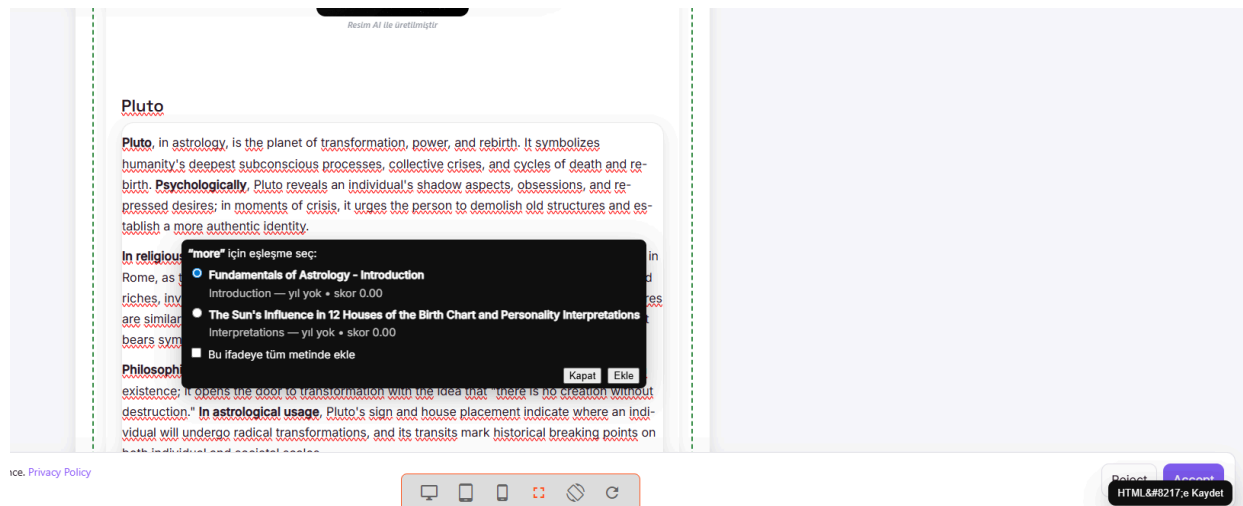 Resim AI ile üretilmiştir
Pluto
Pluto, in astrology, is the planet of transformation, power, and rebirth. It symbolizes
humanity's deepest subconscious processes, collective crises, and cycles of death and re-
birth. Psychologically, Pluto reveals an individual's shadow aspects, obsessions, and re-
pressed desires; in moments of crisis, it urges the person to demolish old structures and es-
tablish a more authentic identity.
In religious in
Rome, as
riches,
are similar
bears
"more" için eşleşme seç:
Fundamentals of Astrology - Introduction
Introduction — yıl yok • skor 0.00
The Sun's Influence in 12 Houses of the Birth Chart and Personality Interpretations
Interpretations — yıl yok • skor 0.00
Bu ifadeye tüm metinde ekle
Kapat Ekle
existence; it opens the door to transformation with the idea that "there is no creation without
destruction." In astrological usage, Pluto's sign and house placement indicate where an indi-
vidual will undergo radical transformations, and its transits mark historical breaking points on
both individual and societal scales.
Privacy Policy
Reject Accept
HTML&#8217;e Kaydet